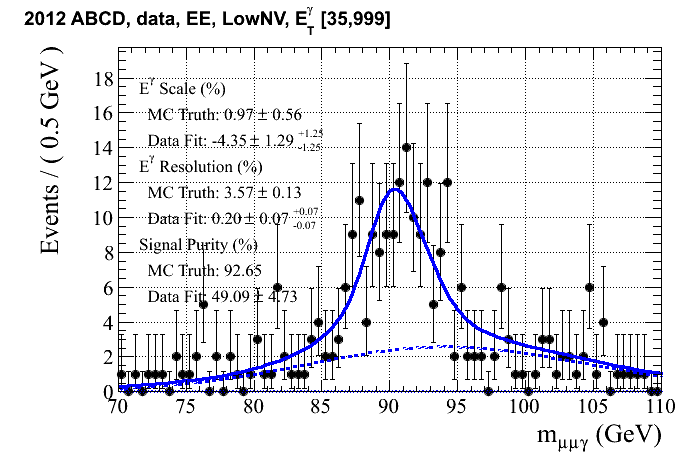 2012 ABCD, data, EE, LowNV, E_T^γ [35,999]
Events / ( 0.5 GeV )
18
16
14
12
10
8
6
4
2
0
E^γ Scale (%)
MC Truth: 0.97 ± 0.56
Data Fit: -4.35 ± 1.29 +1.25 -1.25
E^γ Resolution (%)
MC Truth: 3.57 ± 0.13
Data Fit: 0.20 ± 0.07 +0.07 -0.07
Signal Purity (%)
MC Truth: 92.65
Data Fit: 49.09 ± 4.73
70 75 80 85 90 95 100 105 110
m_μμγ (GeV)